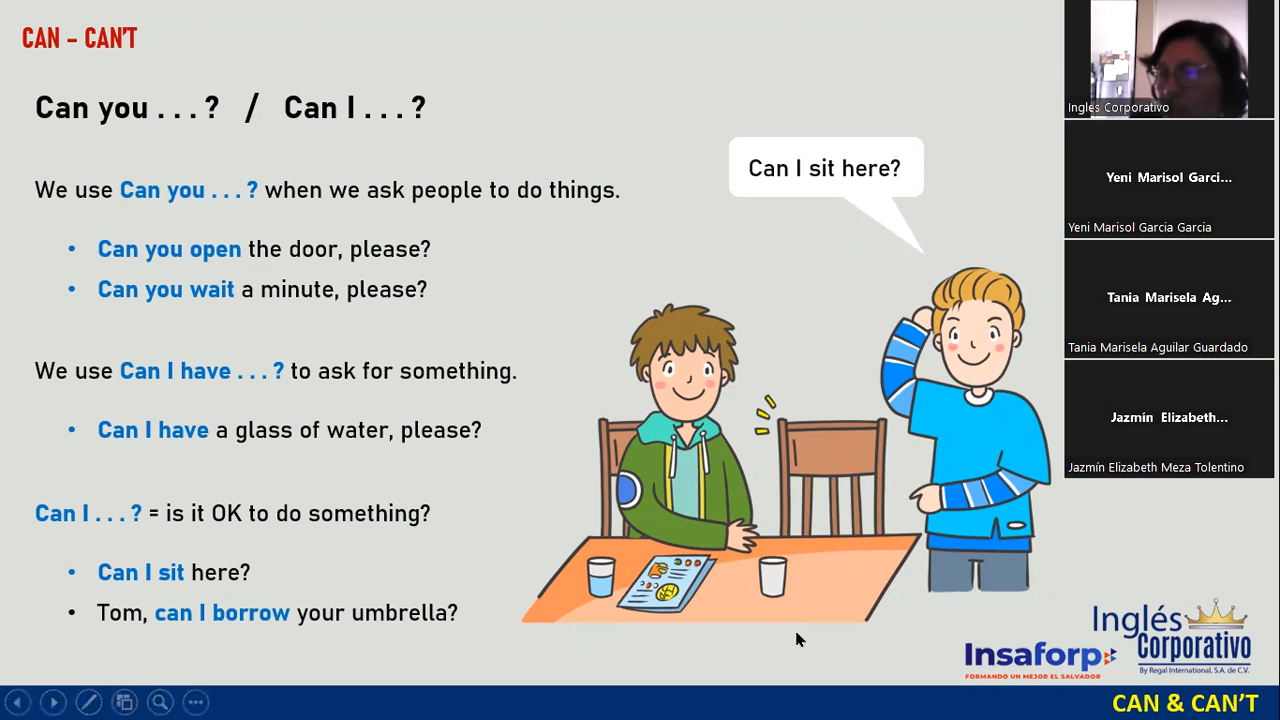 CAN – CAN'T
Can you . . . ? / Can I . . . ?
We use Can you . . . ? when we ask people to do things.
• Can you open the door, please?
• Can you wait a minute, please?
We use Can I have . . . ? to ask for something.
• Can I have a glass of water, please?
Can I . . . ? = is it OK to do something?
• Can I sit here?
• Tom, can I borrow your umbrella?
Can I sit here?
Inglés Corporativo
Yeni Marisol Garci...
Yeni Marisol Garcia Garcia
Tania Marisela Ag...
Tania Marisela Aguilar Guardado
Jazmín Elizabeth...
Jazmín Elizabeth Meza Tolentino
Insaforp
FORMANDO UN MEJOR EL SALVADOR
Inglés
Corporativo
By Regal International, S.A. de C.V.
CAN & CAN'T